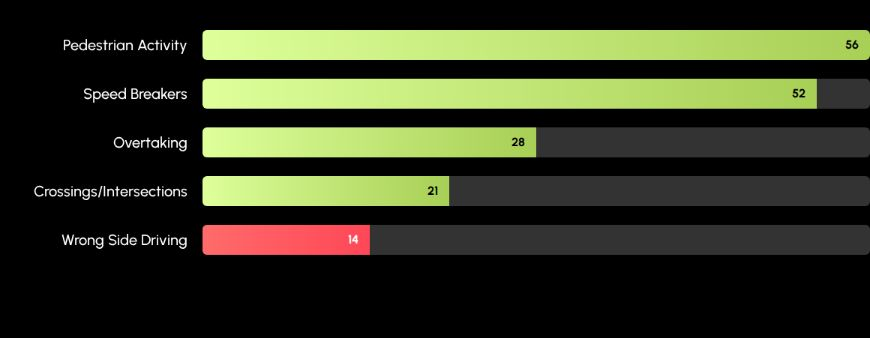 Pedestrian Activity 56
Speed Breakers 52
Overtaking 28
Crossings/Intersections 21
Wrong Side Driving 14